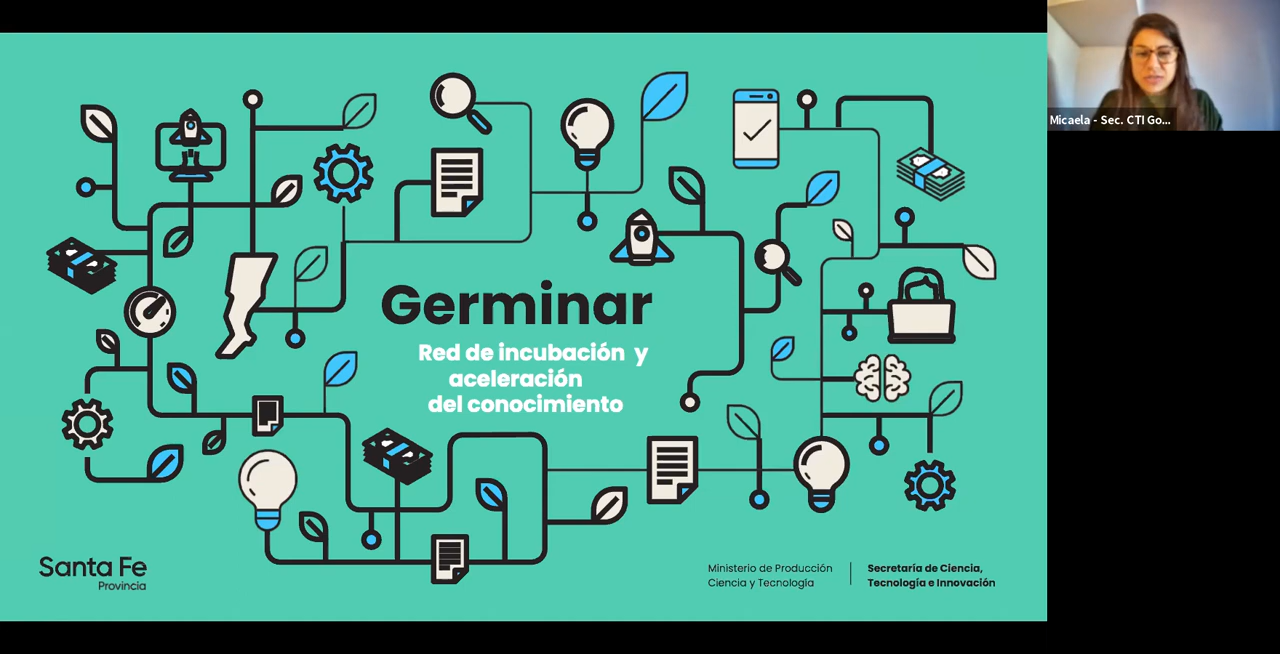 Micaela - Sec. CTI Go...
Germinar
Red de incubación y
aceleración
del conocimiento
Santa Fe
Provincia
Ministerio de Producción
Ciencia y Tecnología
Secretaría de Ciencia,
Tecnología e Innovación